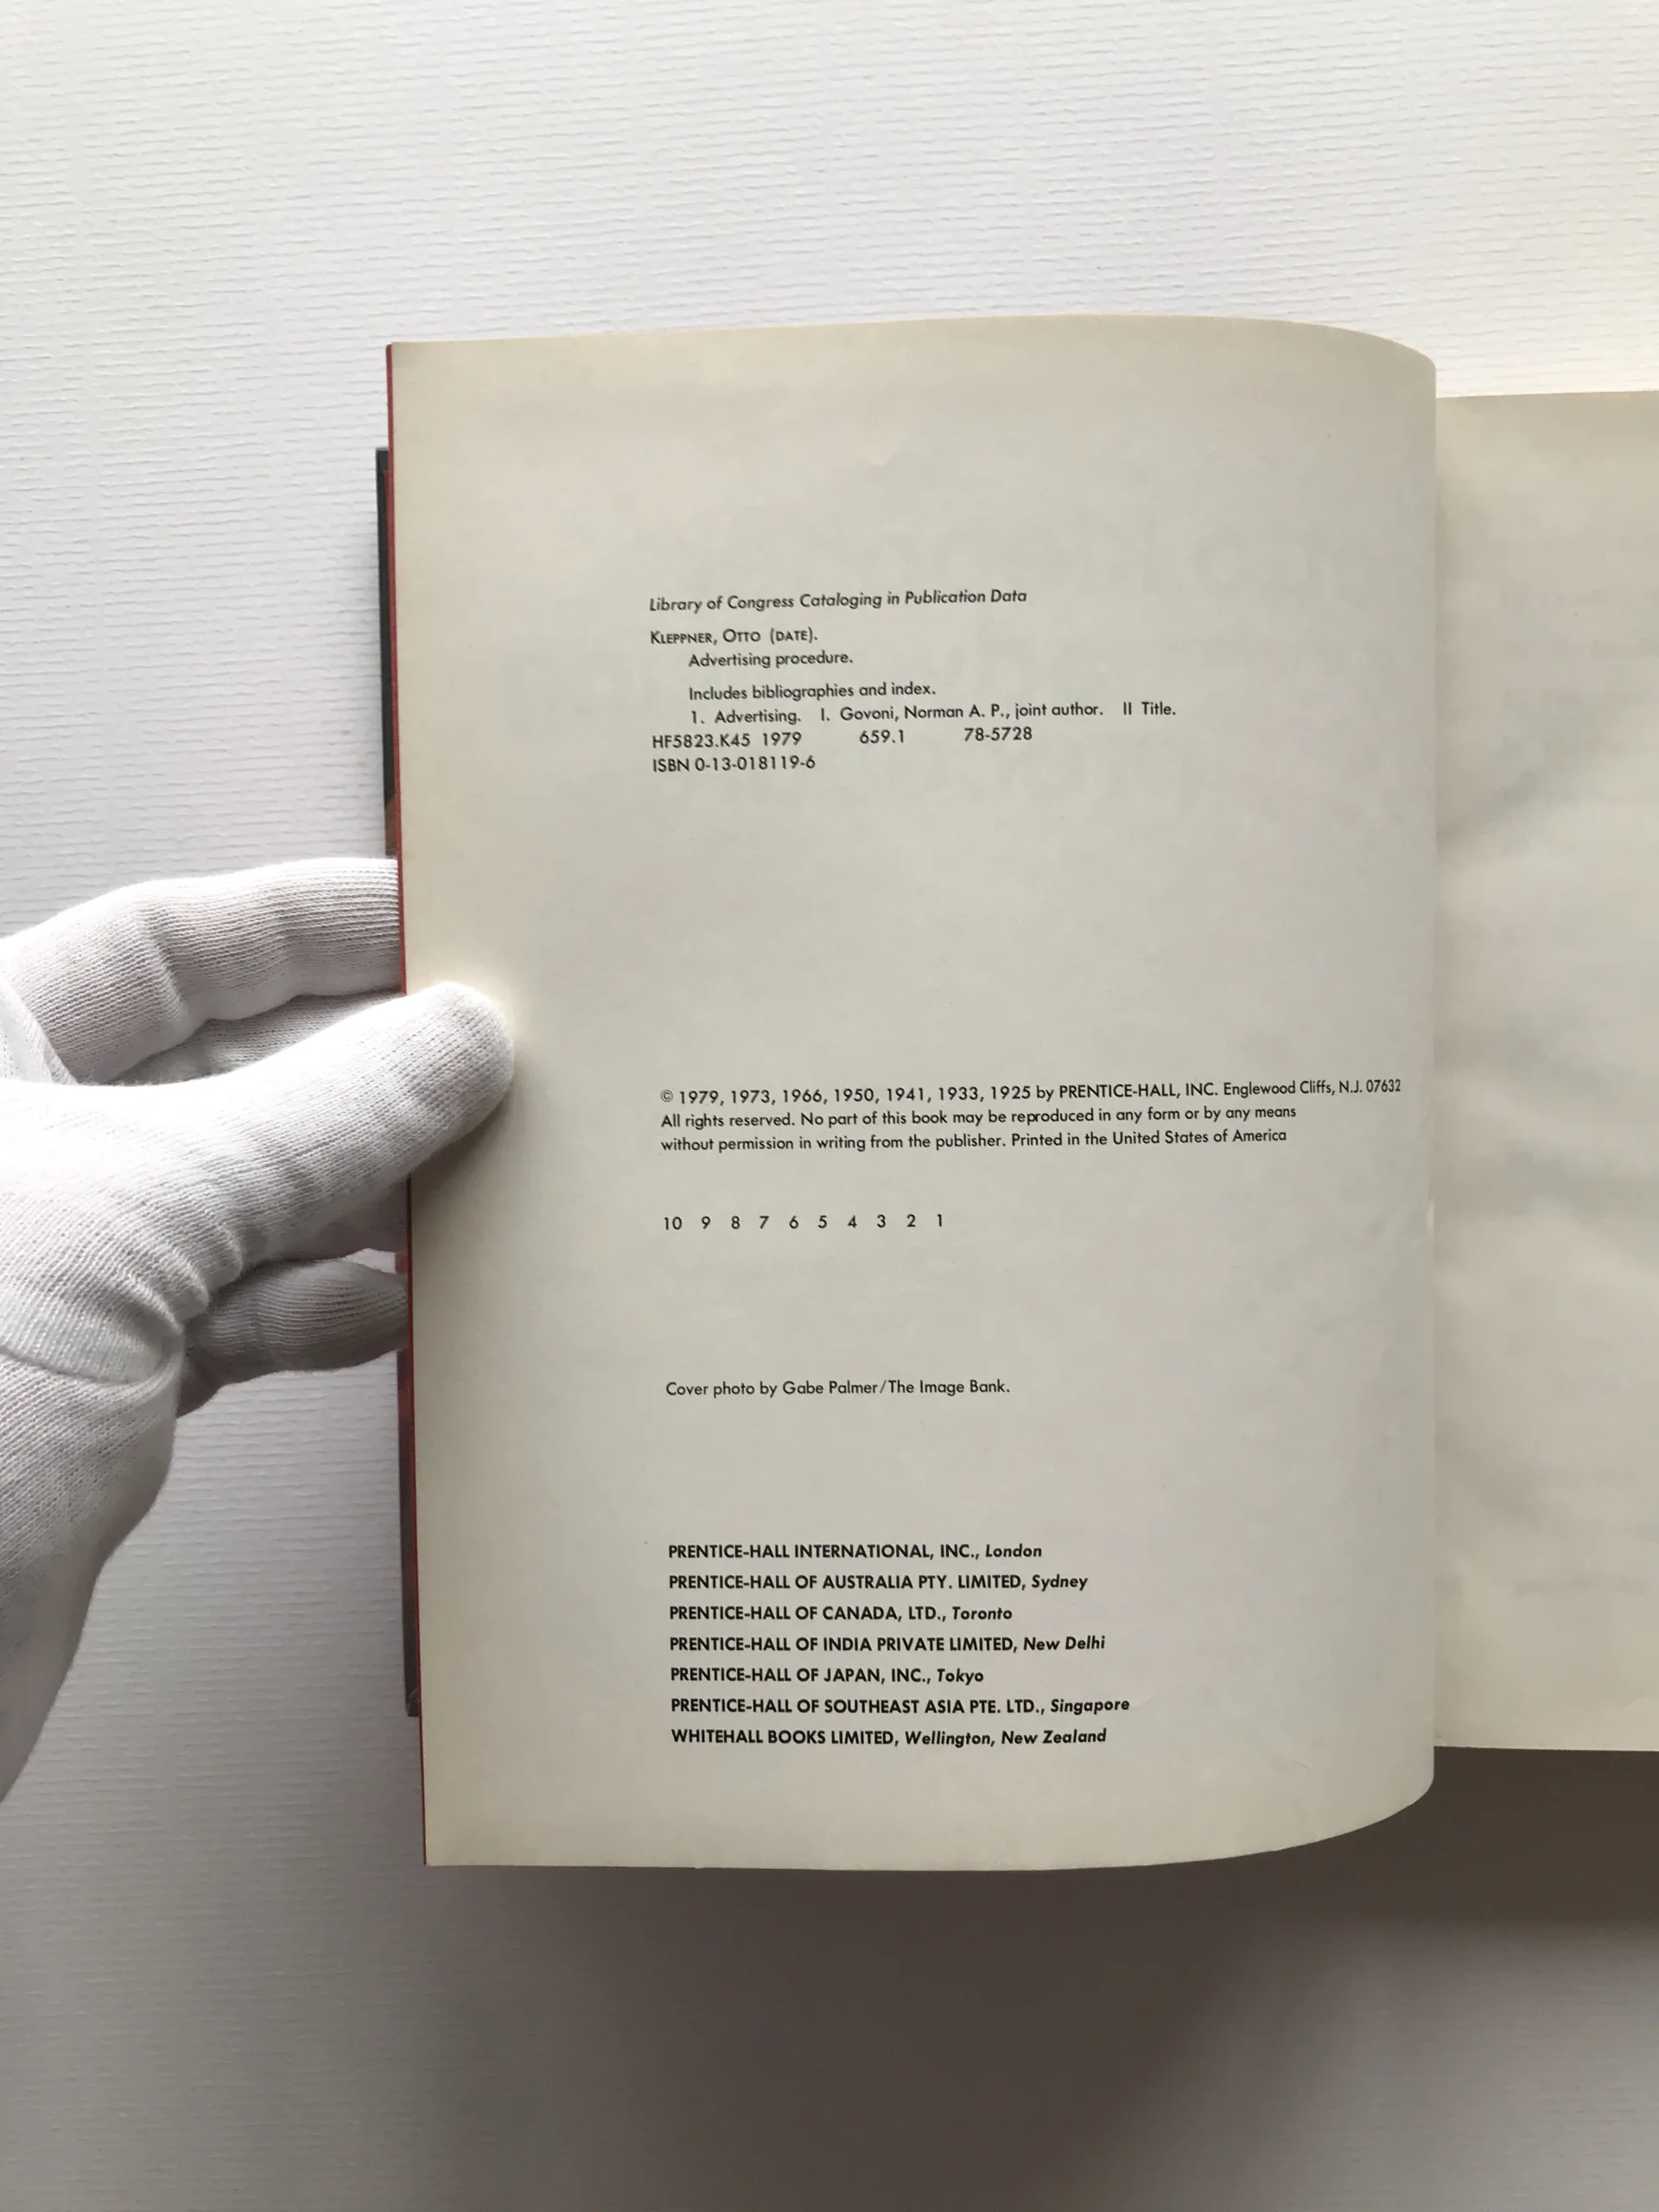 Library of Congress Cataloging in Publication Data
KLEPPNER, OTTO (DATE).
Advertising procedure.
Includes bibliographies and index.
1. Advertising. I. Govoni, Norman A. P., joint author. II Title.
HF5823.K45 1979 659.1 78-5728
ISBN 0-13-018119-6
© 1979, 1973, 1966, 1950, 1941, 1933, 1925 by PRENTICE-HALL, INC. Englewood Cliffs, N.J. 07632
All rights reserved. No part of this book may be reproduced in any form or by any means
without permission in writing from the publisher. Printed in the United States of America
10 9 8 7 6 5 4 3 2 1
Cover photo by Gabe Palmer/The Image Bank.
PRENTICE-HALL INTERNATIONAL, INC., London
PRENTICE-HALL OF AUSTRALIA PTY. LIMITED, Sydney
PRENTICE-HALL OF CANADA, LTD., Toronto
PRENTICE-HALL OF INDIA PRIVATE LIMITED, New Delhi
PRENTICE-HALL OF JAPAN, INC., Tokyo
PRENTICE-HALL OF SOUTHEAST ASIA PTE. LTD., Singapore
WHITEHALL BOOKS LIMITED, Wellington, New Zealand